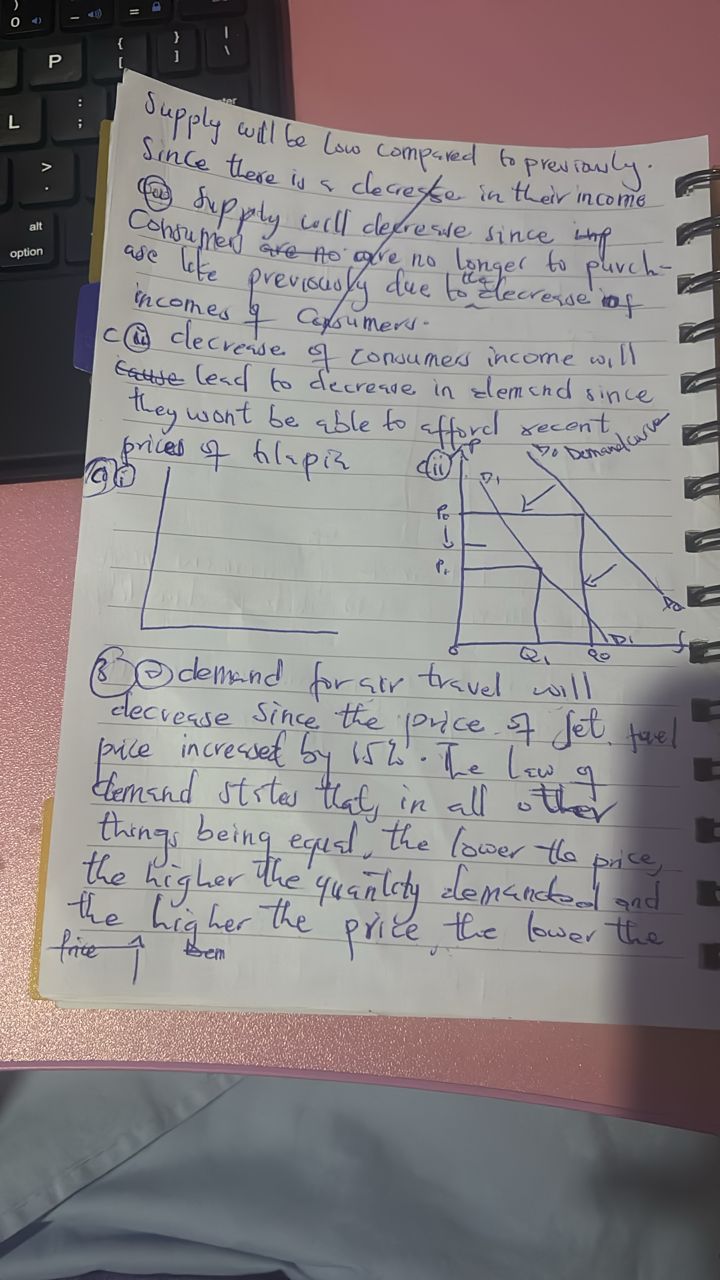 Supply will be low compared to previously.
Since there is a decrease in their income
Supply will decrease since
Consumers are no are no longer to purch-
ase like previously due to the decrease of
incomes of Consumers.
c (ii) decrease of consumers income will
cause lead to decrease in demand since
they wont be able to afford recent
prices of tilapia
(i)
(ii) P
D0 Demand curve
D1
P0
P1
D0
0 Q1 Q0 D1
3 a demand for air travel will
decrease since the price of Jet fuel
price increased by 15%. The law of
demand states that, in all other
things being equal, the lower the price,
the higher the quantity demanded and
the higher the price, the lower the
Price Dem
P
L
alt
option